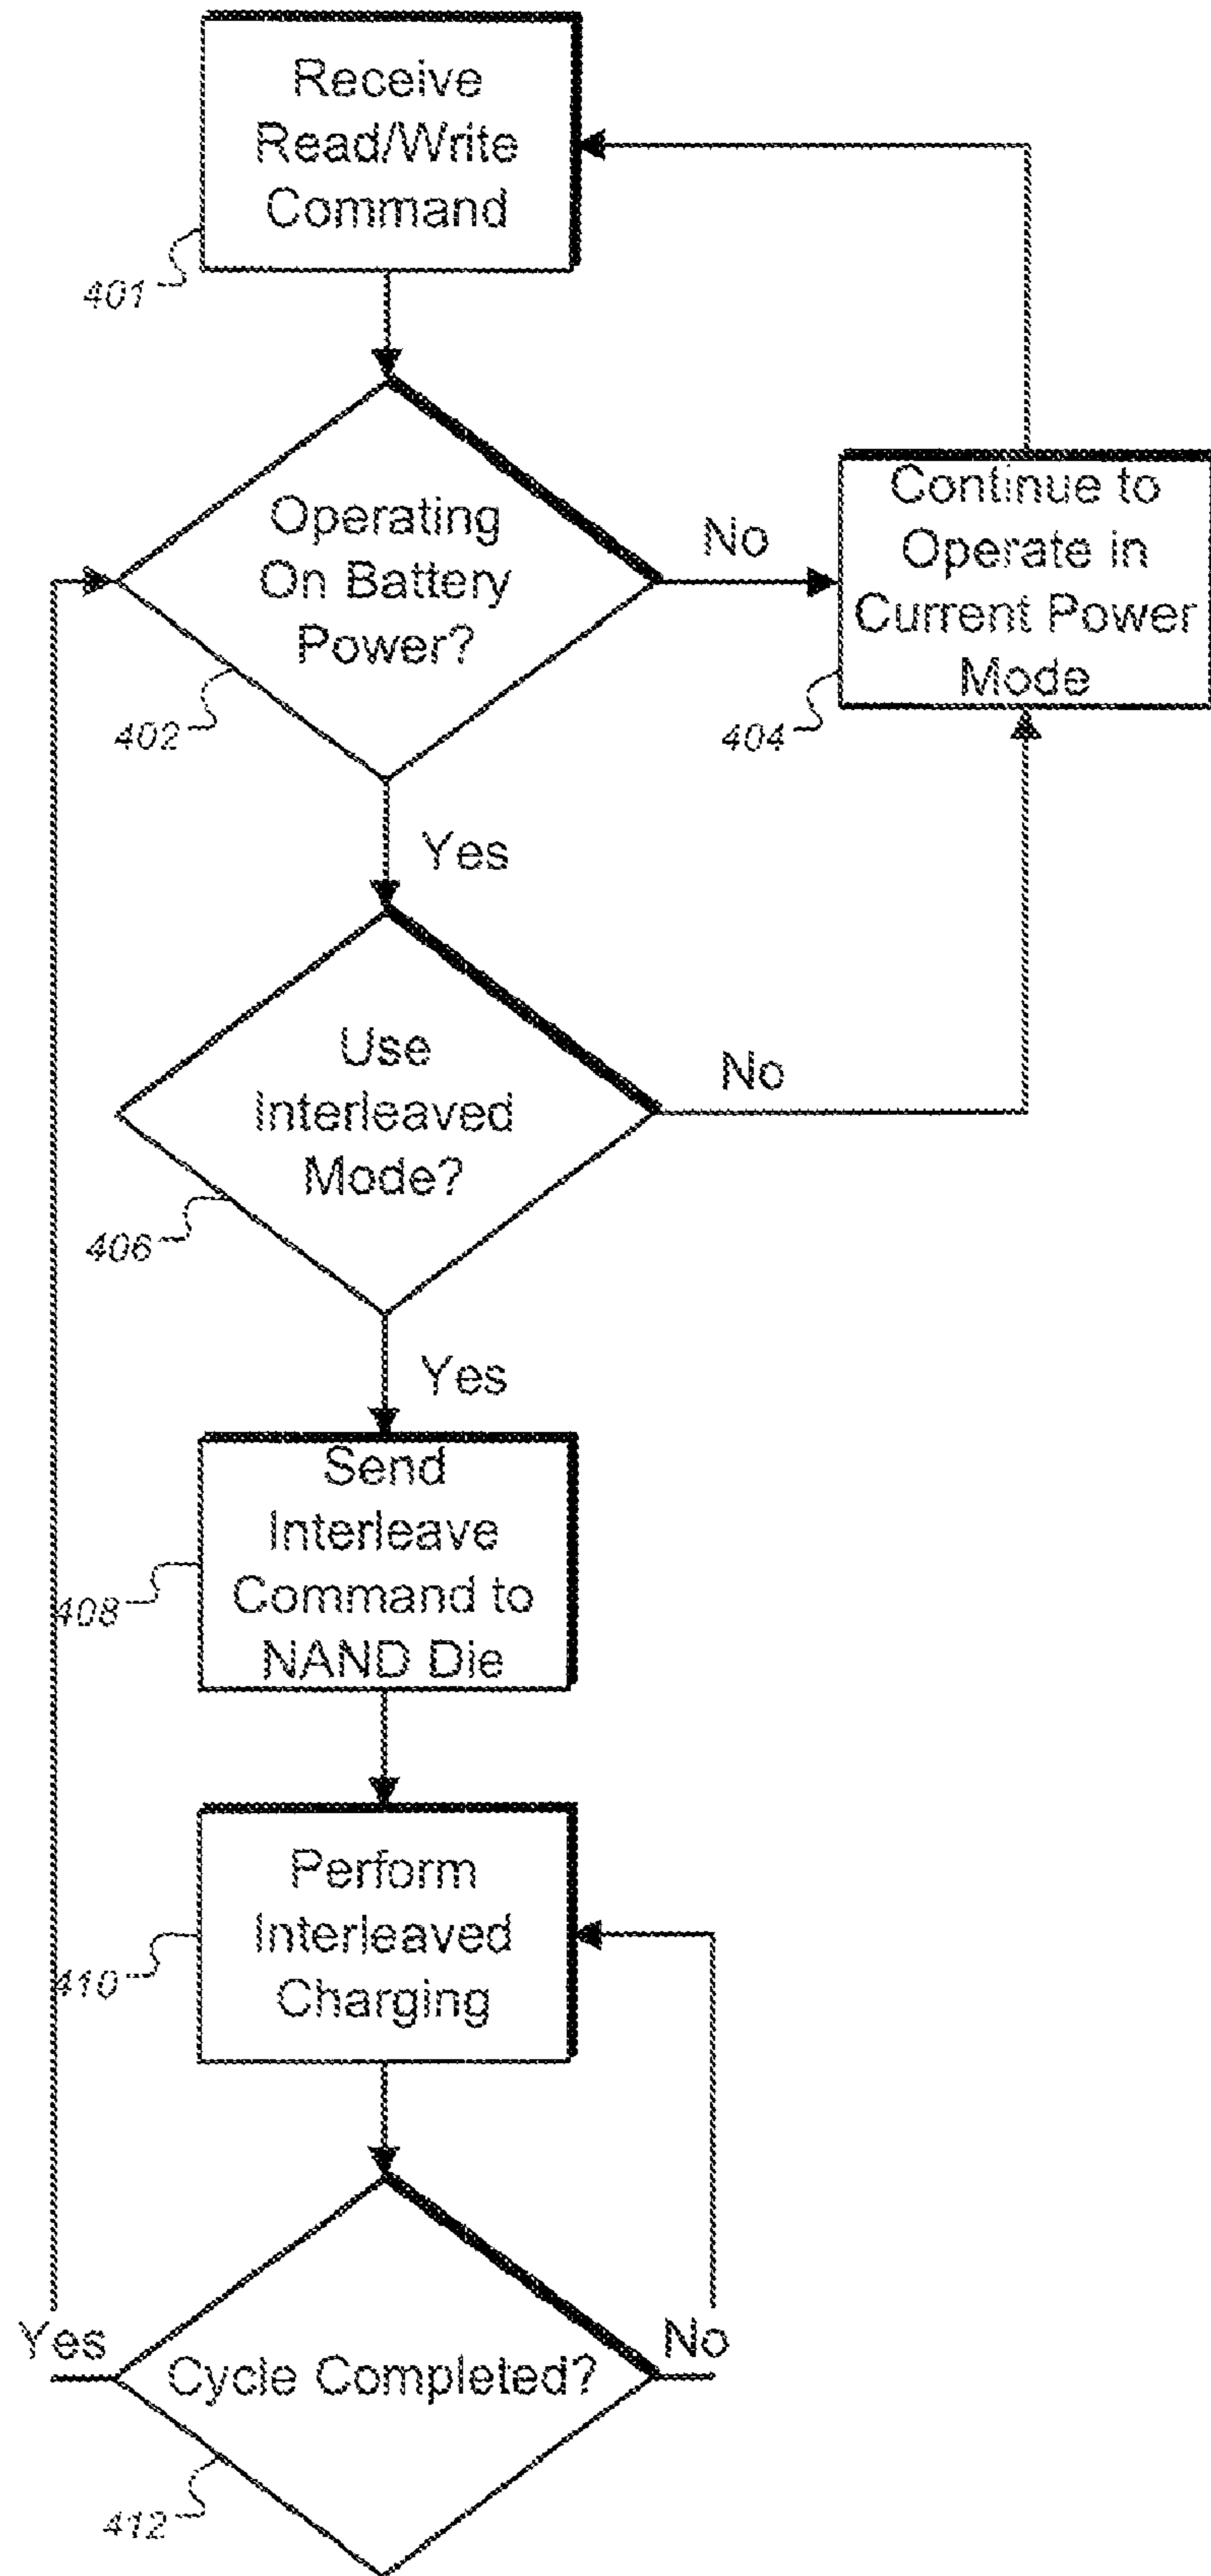 Receive
Read/Write
Command
401
Operating
On Battery
Power?
402
No
Continue to
Operate in
Current Power
Mode
404
Yes
Use
Interleaved
Mode?
406
No
Yes
Send
Interleave
Command to
NAND Die
408
Perform
Interleaved
Charging
410
Yes
Cycle Completed?
No
412